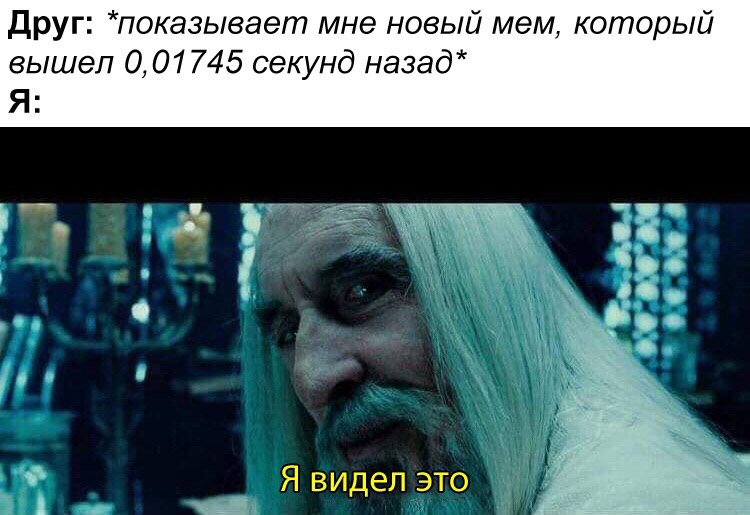 Друг: *показывает мне новый мем, который
вышел 0,01745 секунд назад*
Я:
Я видел это